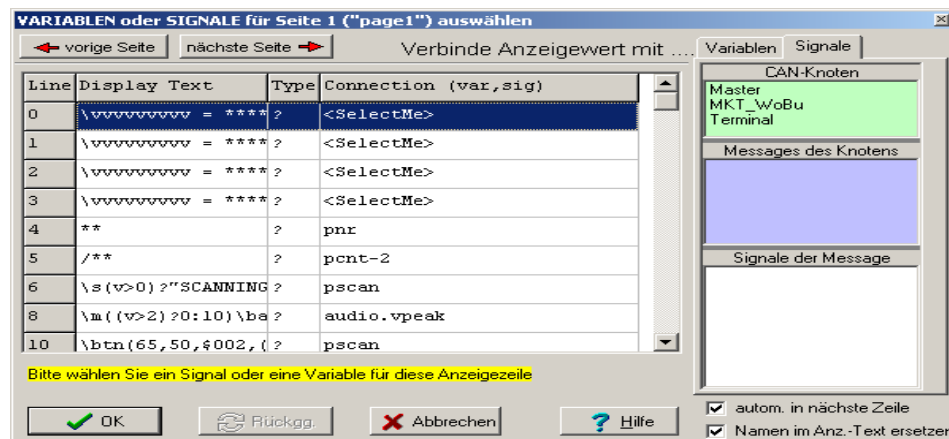 VARIABLEN oder SIGNALE für Seite 1 ("page1") auswählen
vorige Seite nächste Seite Verbinde Anzeigewert mit .... Variablen Signale
Line Display Text Type Connection (var,sig)
0 \vvvvvvvvvv = **** ? <SelectMe>
1 \vvvvvvvvvv = **** ? <SelectMe>
2 \vvvvvvvvvv = **** ? <SelectMe>
3 \vvvvvvvvvv = **** ? <SelectMe>
4 ** ? pnr
5 /** ? pcnt-2
6 \s(v>0)?"SCANNING ? pscan
8 \m((v>2)?0:10)\ba ? audio.vpeak
10 \btn(65,50,$002,( ? pscan
CAN-Knoten
Master
MKT_WoBu
Terminal
Messages des Knotens
Signale der Message
Bitte wählen Sie ein Signal oder eine Variable für diese Anzeigezeile
OK Rückgg. Abbrechen ? Hilfe
autom. in nächste Zeile
Namen im Anz.-Text ersetzen